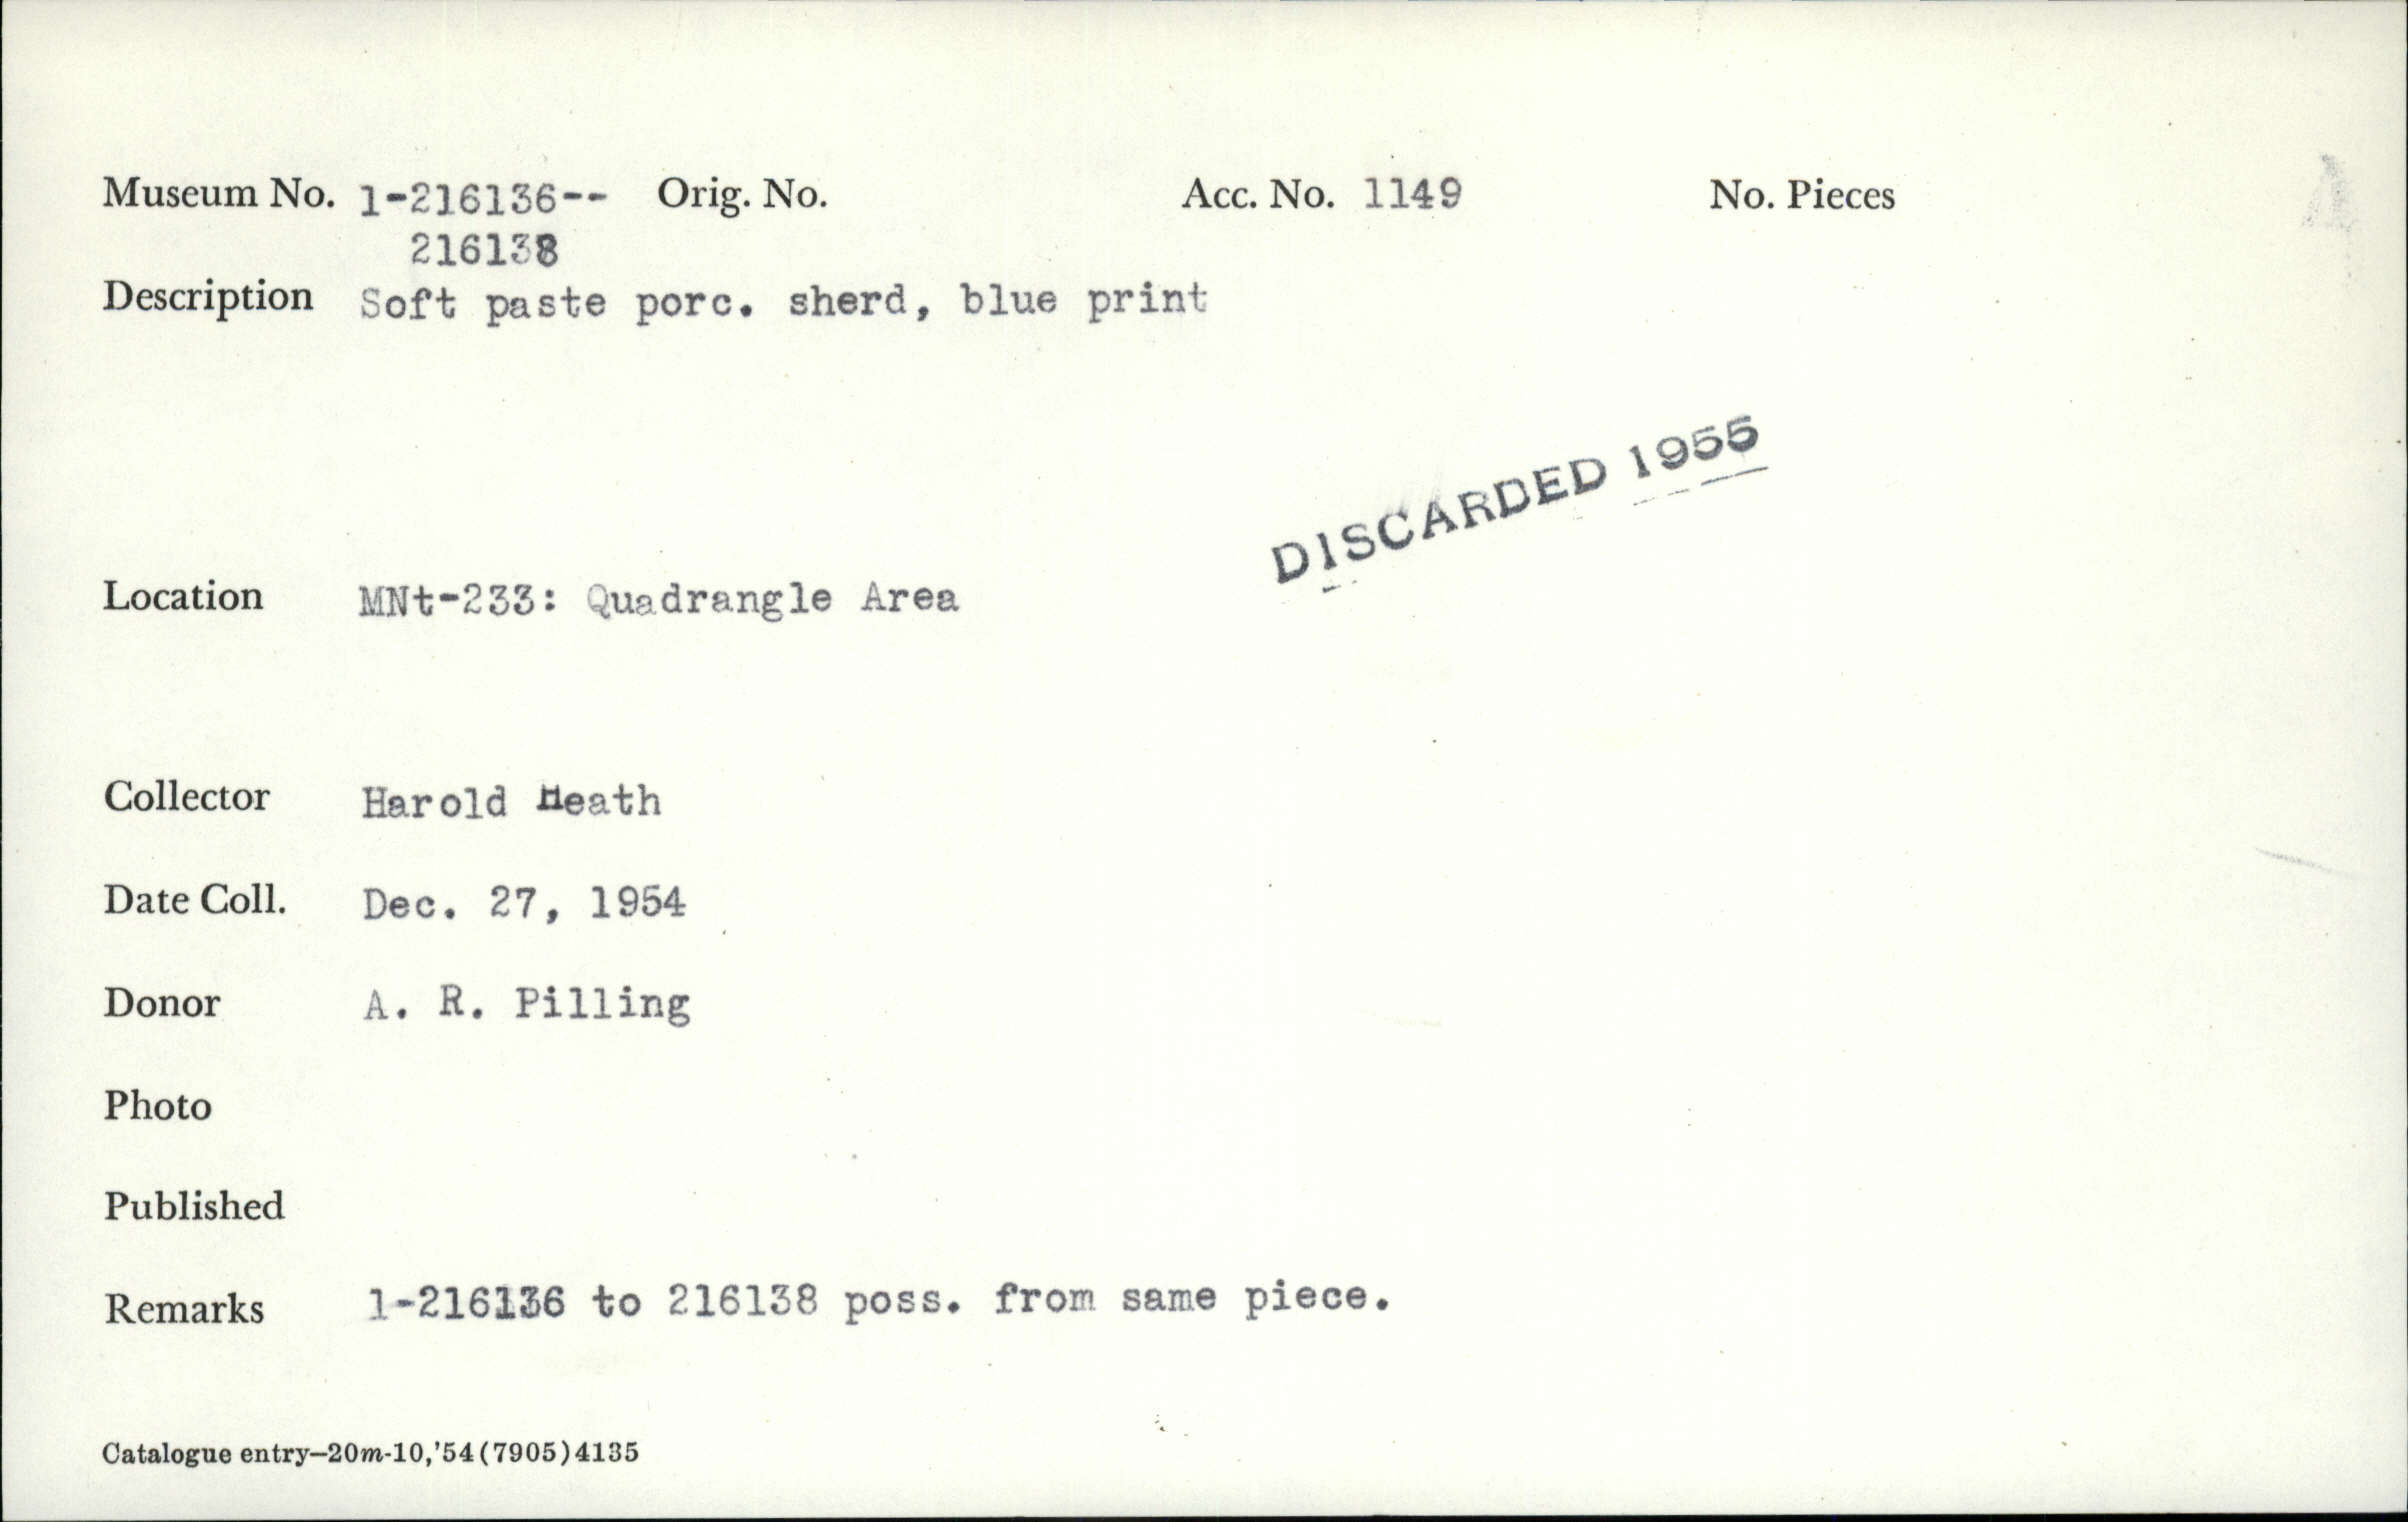 Museum No. 1-216136-- Orig. No. Acc. No. 1149 No. Pieces
216138
Description Soft paste porc. sherd, blue print
DISCARDED 1955
Location MNt-233: Quadrangle Area
Collector Harold Heath
Date Coll. Dec. 27, 1954
Donor A. R. Pilling
Photo
Published
Remarks 1-216136 to 216138 poss. from same piece.
Catalogue entry—20m-10,'54(7905)4135